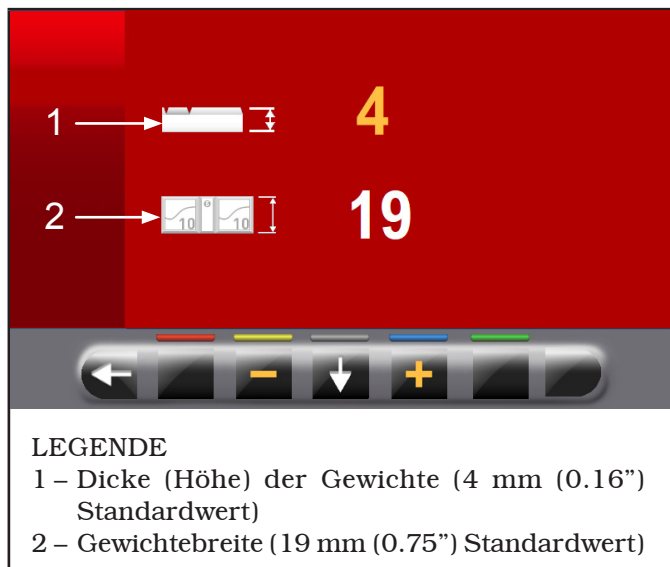 1
4
10
10
2
19
LEGENDE
1 – Dicke (Höhe) der Gewichte (4 mm (0.16”)
Standardwert)
2 – Gewichtebreite (19 mm (0.75”) Standardwert)